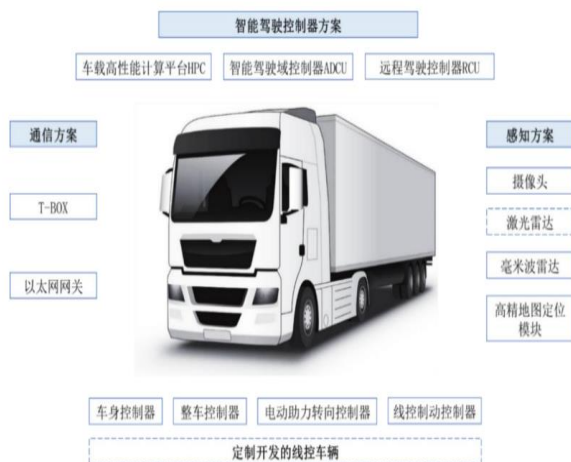 智能驾驶控制器方案
车载高性能计算平台HPC
智能驾驶域控制器ADCU
远程驾驶控制器RCU
通信方案
T-BOX
以太网网关
感知方案
摄像头
激光雷达
毫米波雷达
高精地图定位
模块
车身控制器
整车控制器
电动助力转向控制器
线控制动控制器
定制开发的线控车辆